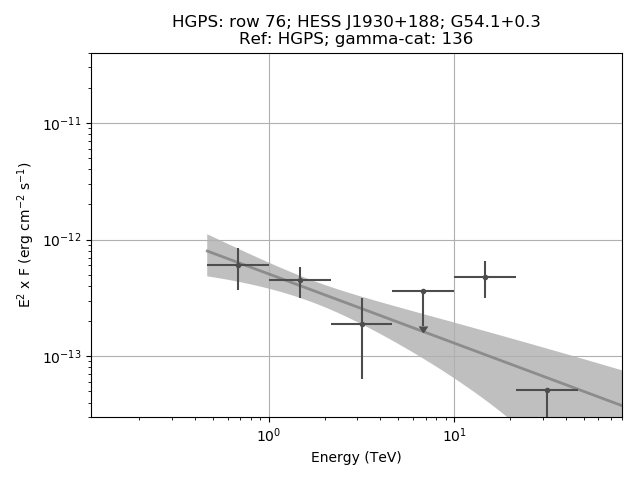 HGPS: row 76; HESS J1930+188; G54.1+0.3
Ref: HGPS; gamma-cat: 136
E² x F (erg cm⁻² s⁻¹)
10⁻¹¹
10⁻¹²
10⁻¹³
10⁰
10¹
Energy (TeV)